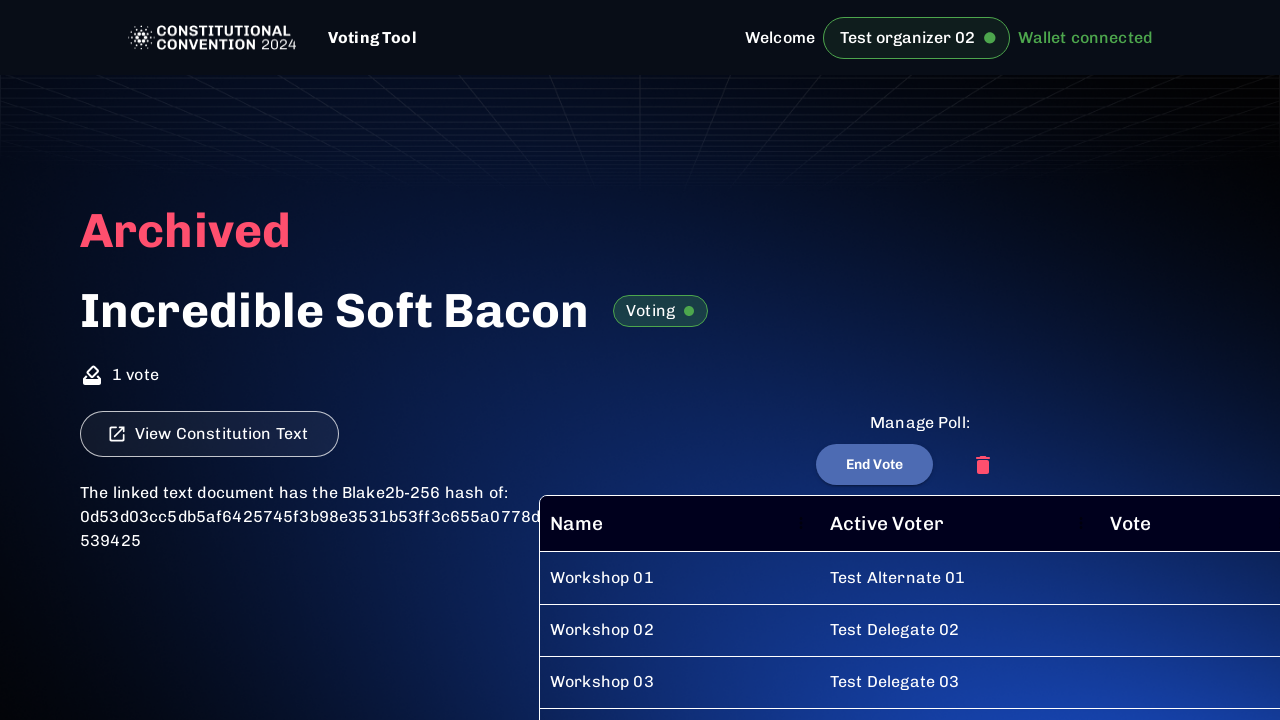 CONSTITUTIONAL
CONVENTION 2024
Voting Tool
Welcome
Test organizer 02
Wallet connected
Archived
Incredible Soft Bacon
Voting
1 vote
View Constitution Text
Manage Poll:
End Vote
The linked text document has the Blake2b-256 hash of:
0d53d03cc5db5af6425745f3b98e3531b53ff3c655a0778d
539425
Name Active Voter Vote
Workshop 01 Test Alternate 01
Workshop 02 Test Delegate 02
Workshop 03 Test Delegate 03